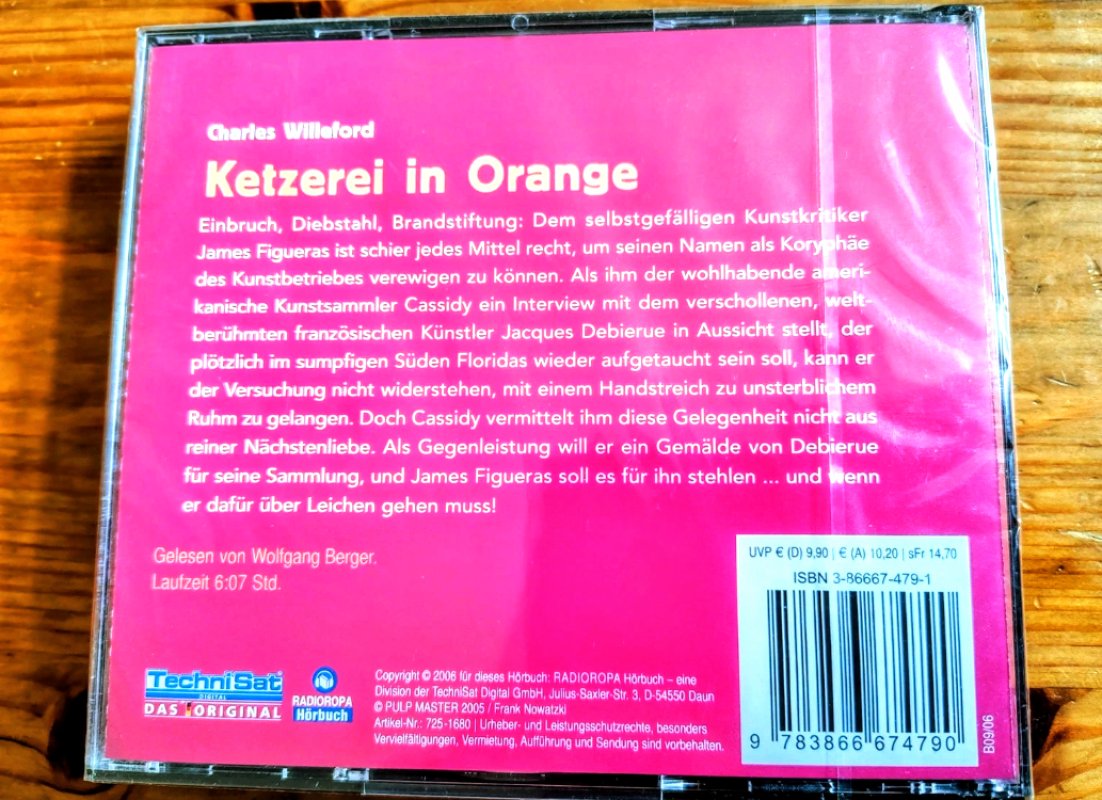 Charles Willeford
Ketzerei in Orange
Einbruch, Diebstahl, Brandstiftung: Dem selbstgefälligen Kunstkritiker
James Figueras ist schier jedes Mittel recht, um seinen Namen als Koryphäe
des Kunstbetriebes verewigen zu können. Als ihm der wohlhabende ameri-
kanische Kunstsammler Cassidy ein Interview mit dem verschollenen, welt-
berühmten französischen Künstler Jacques Debierue in Aussicht stellt, der
plötzlich im sumpfigen Süden Floridas wieder aufgetaucht sein soll, kann er
der Versuchung nicht widerstehen, mit einem Handstreich zu unsterblichem
Ruhm zu gelangen. Doch Cassidy vermittelt ihm diese Gelegenheit nicht aus
reiner Nächstenliebe. Als Gegenleistung will er ein Gemälde von Debierue
für seine Sammlung, und James Figueras soll es für ihn stehlen ... und wenn
er dafür über Leichen gehen muss!
Gelesen von Wolfgang Berger.
Laufzeit 6:07 Std.
UVP € (D) 9,90 | € (A) 10,20 | sFr 14,70
ISBN 3-86667-479-1
9 783866 674790
B09/06
TechniSat
DIGITAL
DAS ORIGINAL
RADIOROPA
Hörbuch
Copyright © 2006 für dieses Hörbuch: RADIOROPA Hörbuch – eine
Division der TechniSat Digital GmbH, Julius-Saxler-Str. 3, D-54550 Daun
© PULP MASTER 2005 / Frank Nowatzki
Artikel-Nr.: 725-1680 | Urheber- und Leistungsschutzrechte, besonders
Vervielfältigungen, Vermietung, Aufführung und Sendung sind vorbehalten.